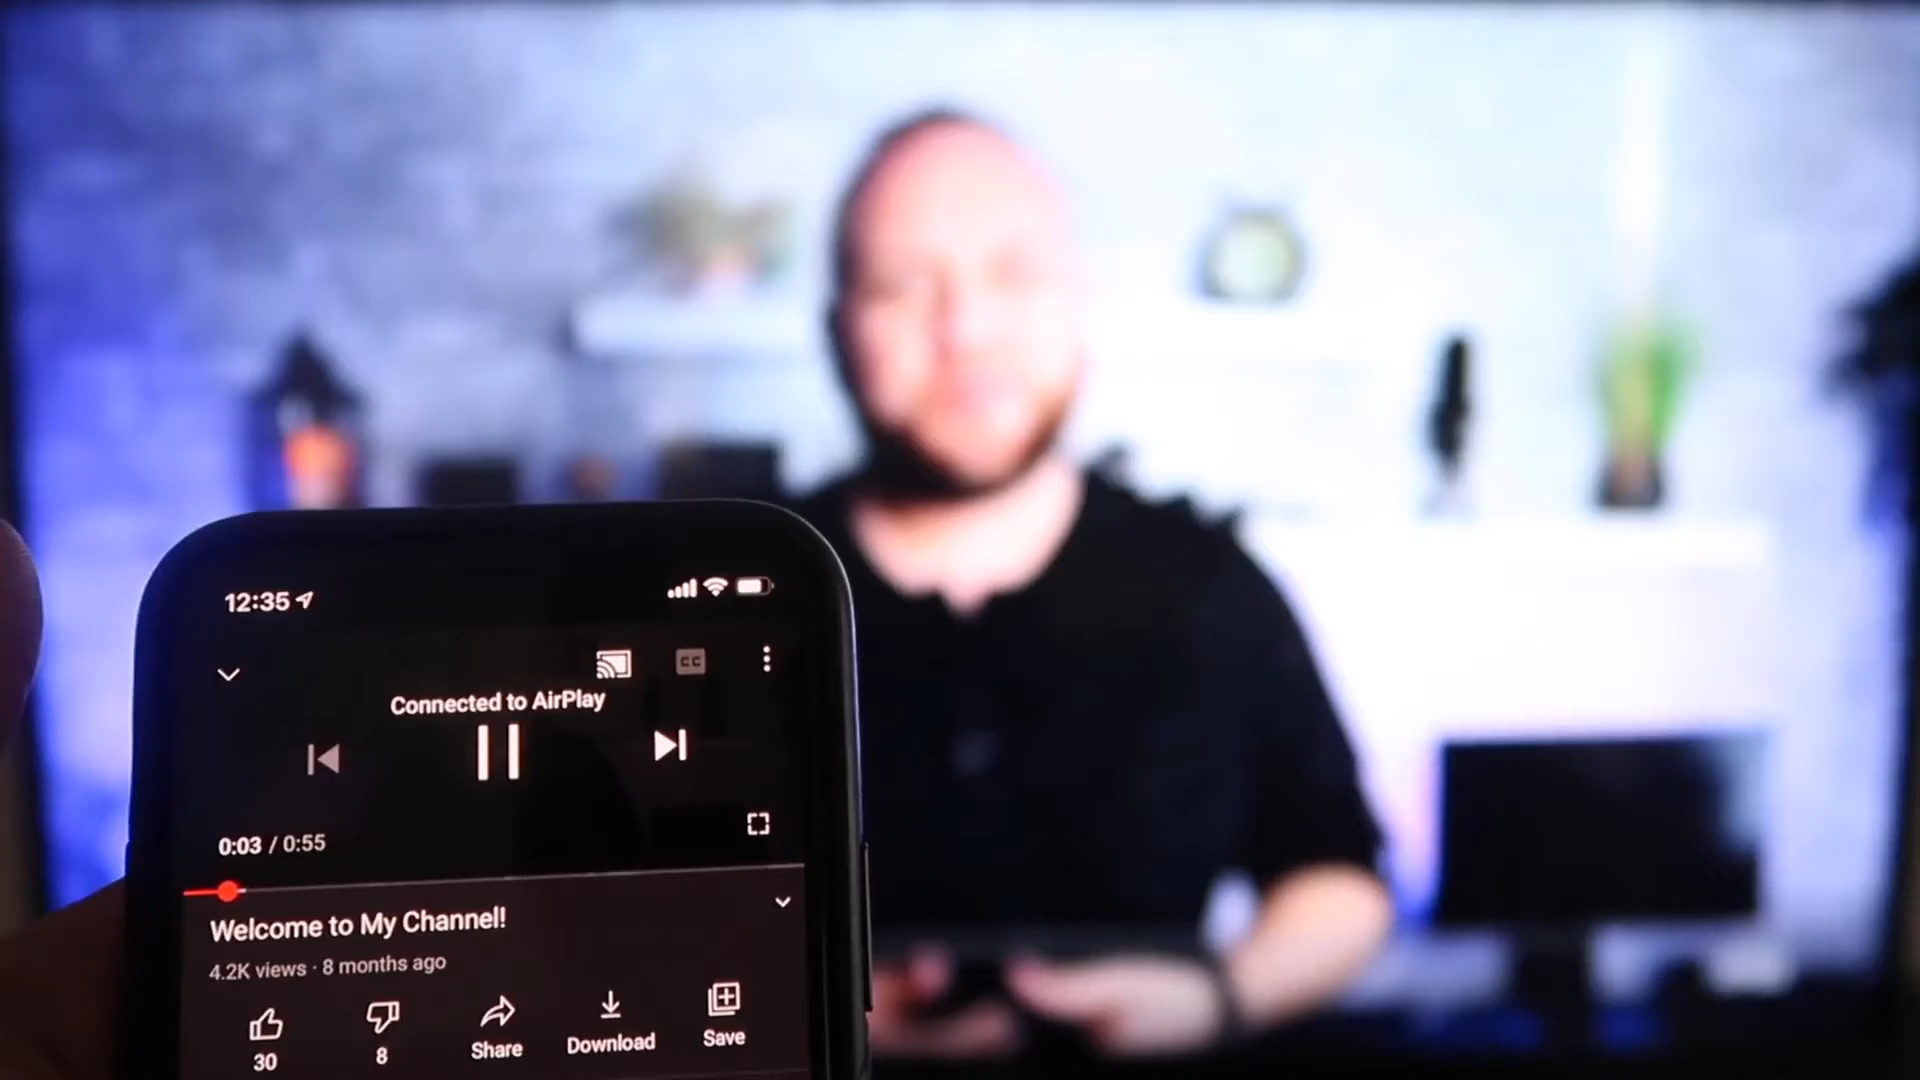 12:35
CC
Connected to AirPlay
0:03 / 0:55
Welcome to My Channel!
4.2K views · 8 months ago
30
8
Share
Download
Save